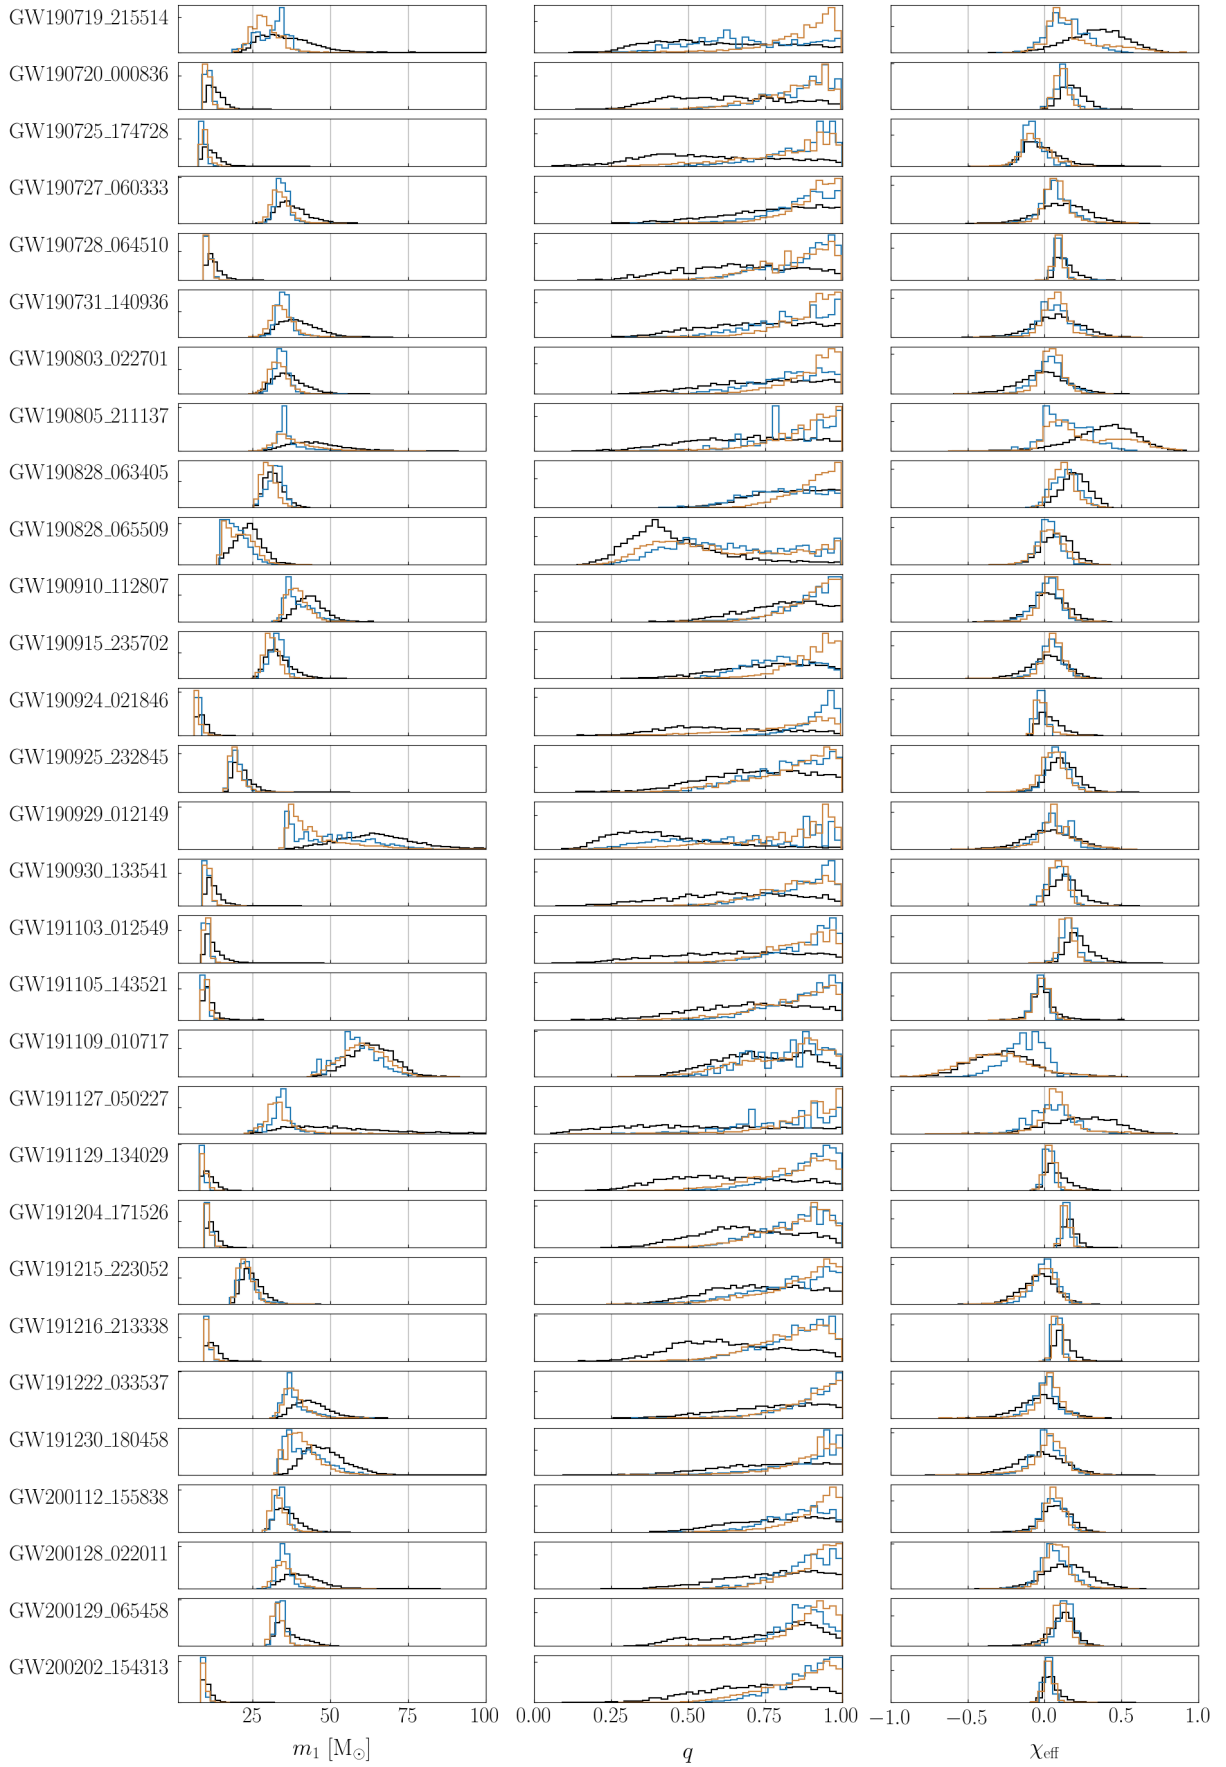 GW190719_215514
GW190720_000836
GW190725_174728
GW190727_060333
GW190728_064510
GW190731_140936
GW190803_022701
GW190805_211137
GW190828_063405
GW190828_065509
GW190910_112807
GW190915_235702
GW190924_021846
GW190925_232845
GW190929_012149
GW190930_133541
GW191103_012549
GW191105_143521
GW191109_010717
GW191127_050227
GW191129_134029
GW191204_171526
GW191215_223052
GW191216_213338
GW191222_033537
GW191230_180458
GW200112_155838
GW200128_022011
GW200129_065458
GW200202_154313
25 50 75 100 0.00 0.25 0.50 0.75 1.00 −1.0 −0.5 0.0 0.5 1.0
m₁ [M☉] q χeff